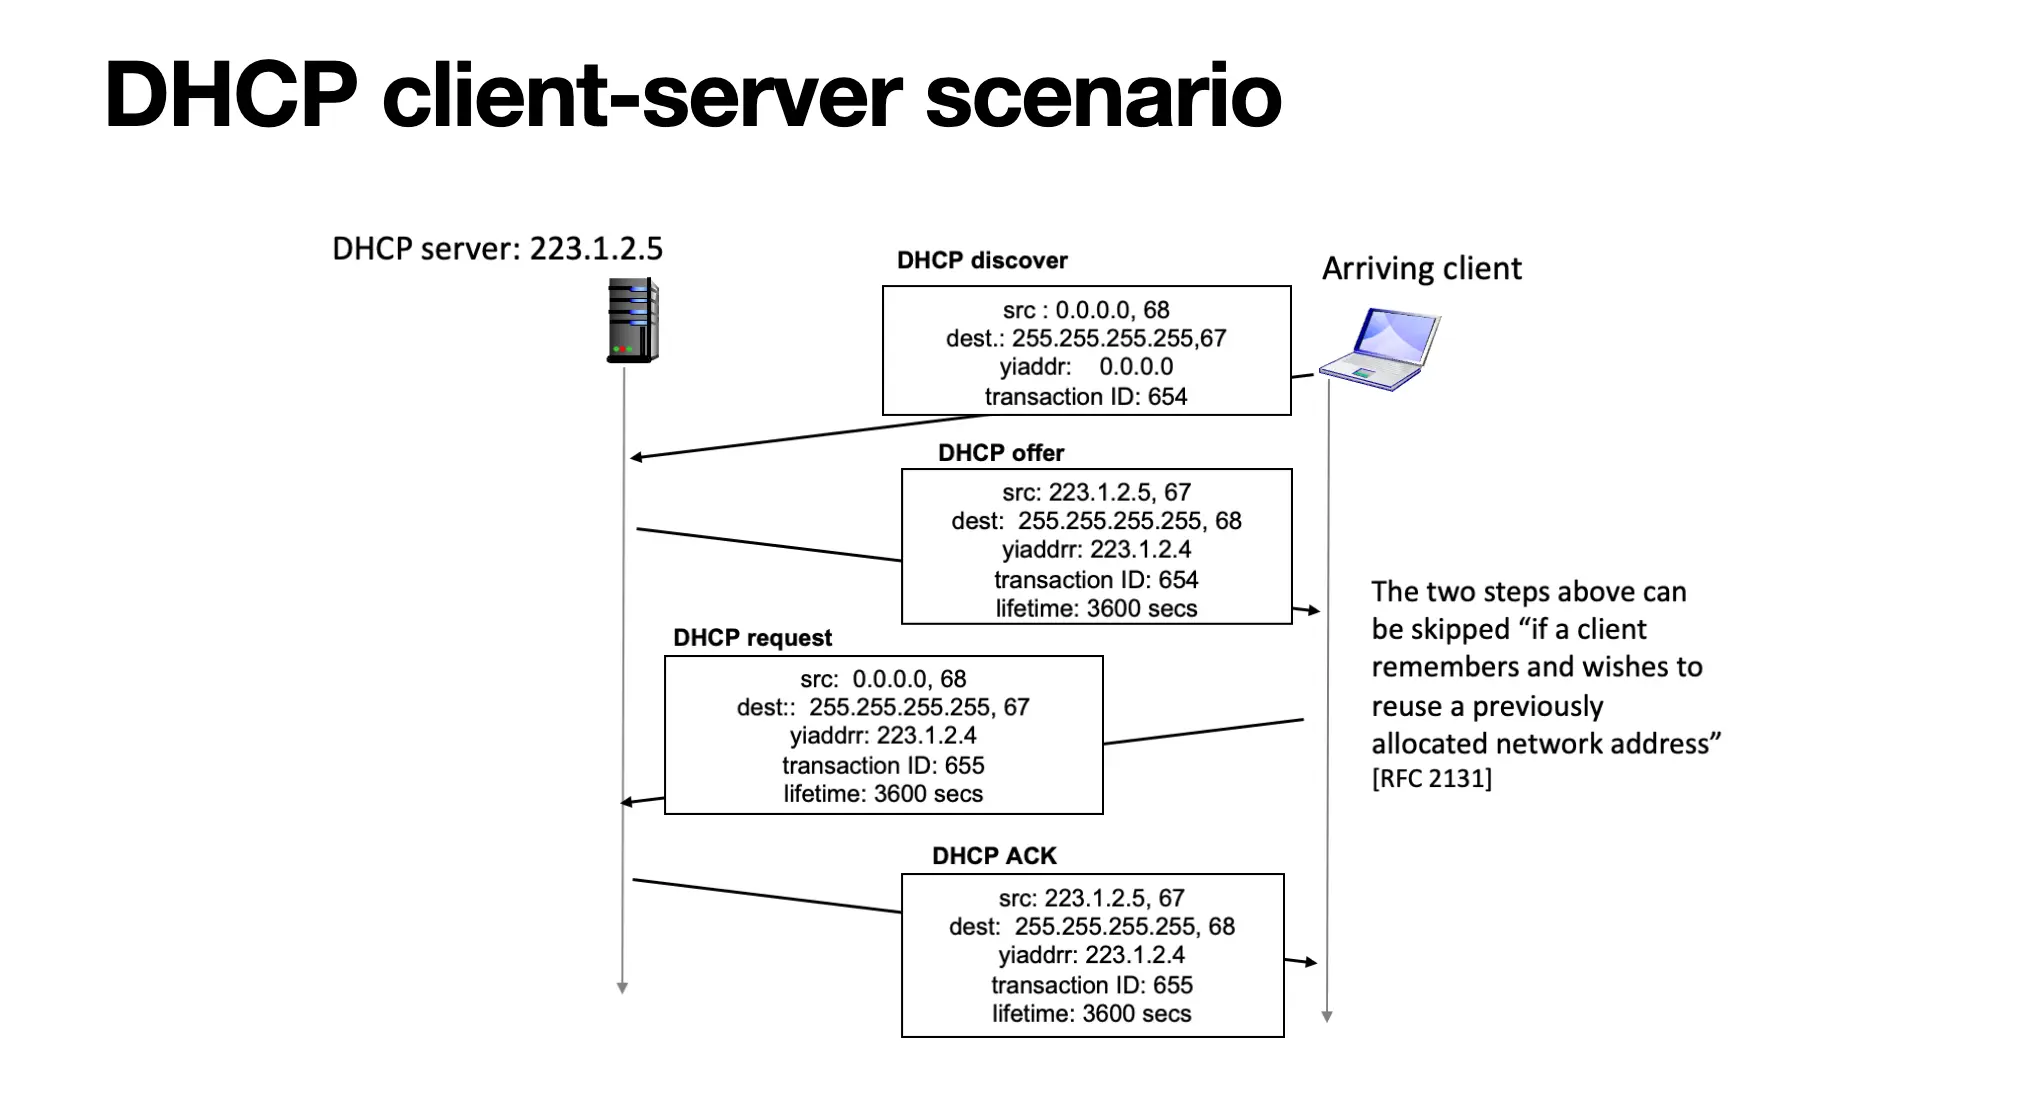 DHCP client-server scenario
DHCP server: 223.1.2.5
DHCP discover
Arriving client
src : 0.0.0.0, 68
dest.: 255.255.255.255,67
yiaddr: 0.0.0.0
transaction ID: 654
DHCP offer
src: 223.1.2.5, 67
dest: 255.255.255.255, 68
yiaddrr: 223.1.2.4
transaction ID: 654
lifetime: 3600 secs
The two steps above can
be skipped “if a client
remembers and wishes to
reuse a previously
allocated network address”
[RFC 2131]
DHCP request
src: 0.0.0.0, 68
dest:: 255.255.255.255, 67
yiaddrr: 223.1.2.4
transaction ID: 655
lifetime: 3600 secs
DHCP ACK
src: 223.1.2.5, 67
dest: 255.255.255.255, 68
yiaddrr: 223.1.2.4
transaction ID: 655
lifetime: 3600 secs